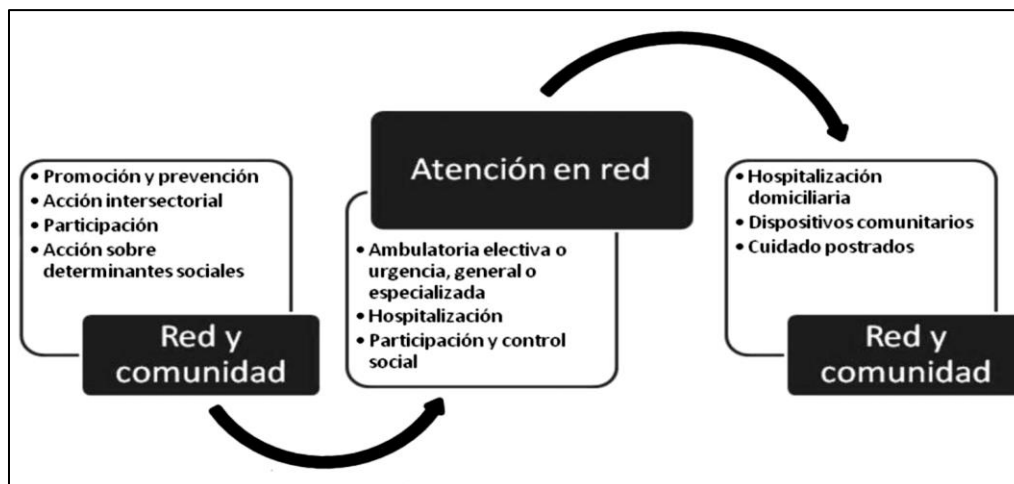 • Promoción y prevención
• Acción intersectorial
• Participación
• Acción sobre
determinantes sociales
Red y
comunidad
Atención en red
• Ambulatoria electiva o
urgencia, general o
especializada
• Hospitalización
• Participación y control
social
• Hospitalización
domiciliaria
• Dispositivos comunitarios
• Cuidado postrados
Red y
comunidad